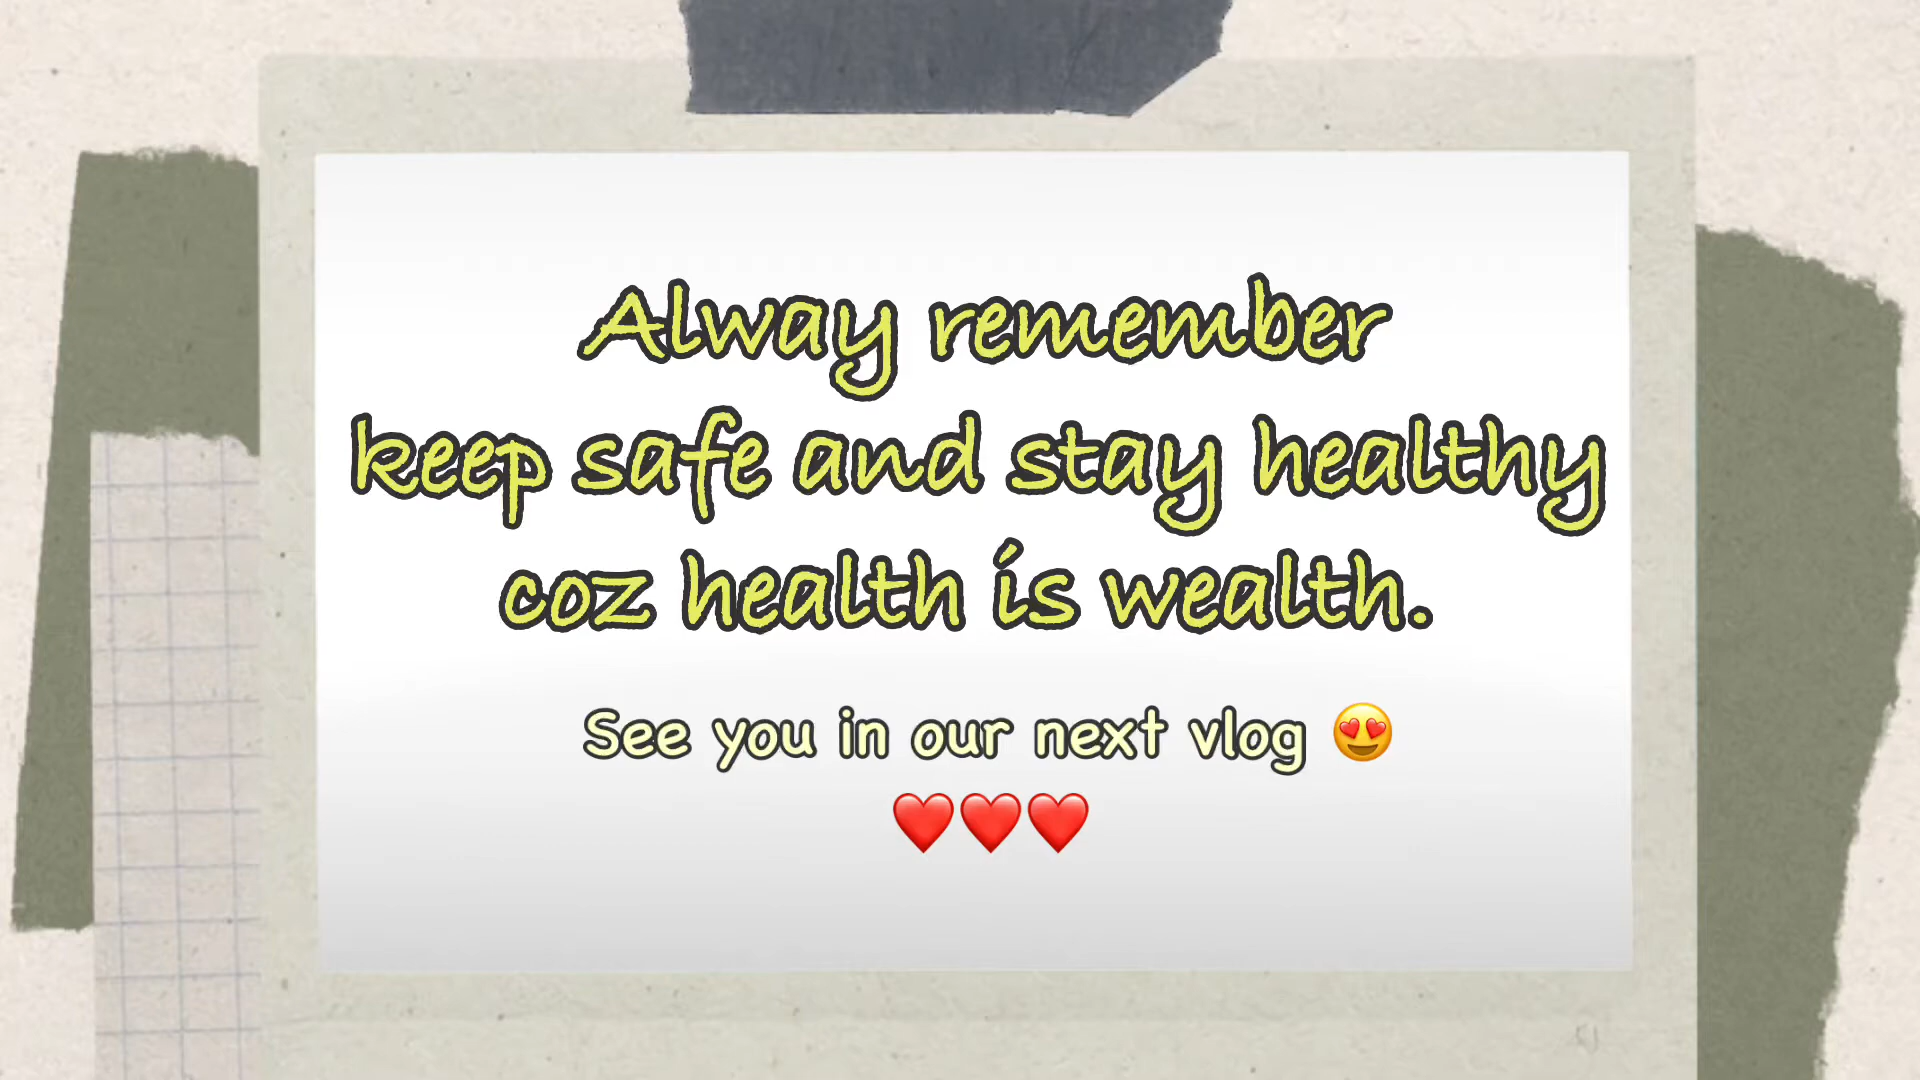 Alway remember
keep safe and stay healthy
coz health is wealth.
See you in our next vlog 😍
❤️❤️❤️